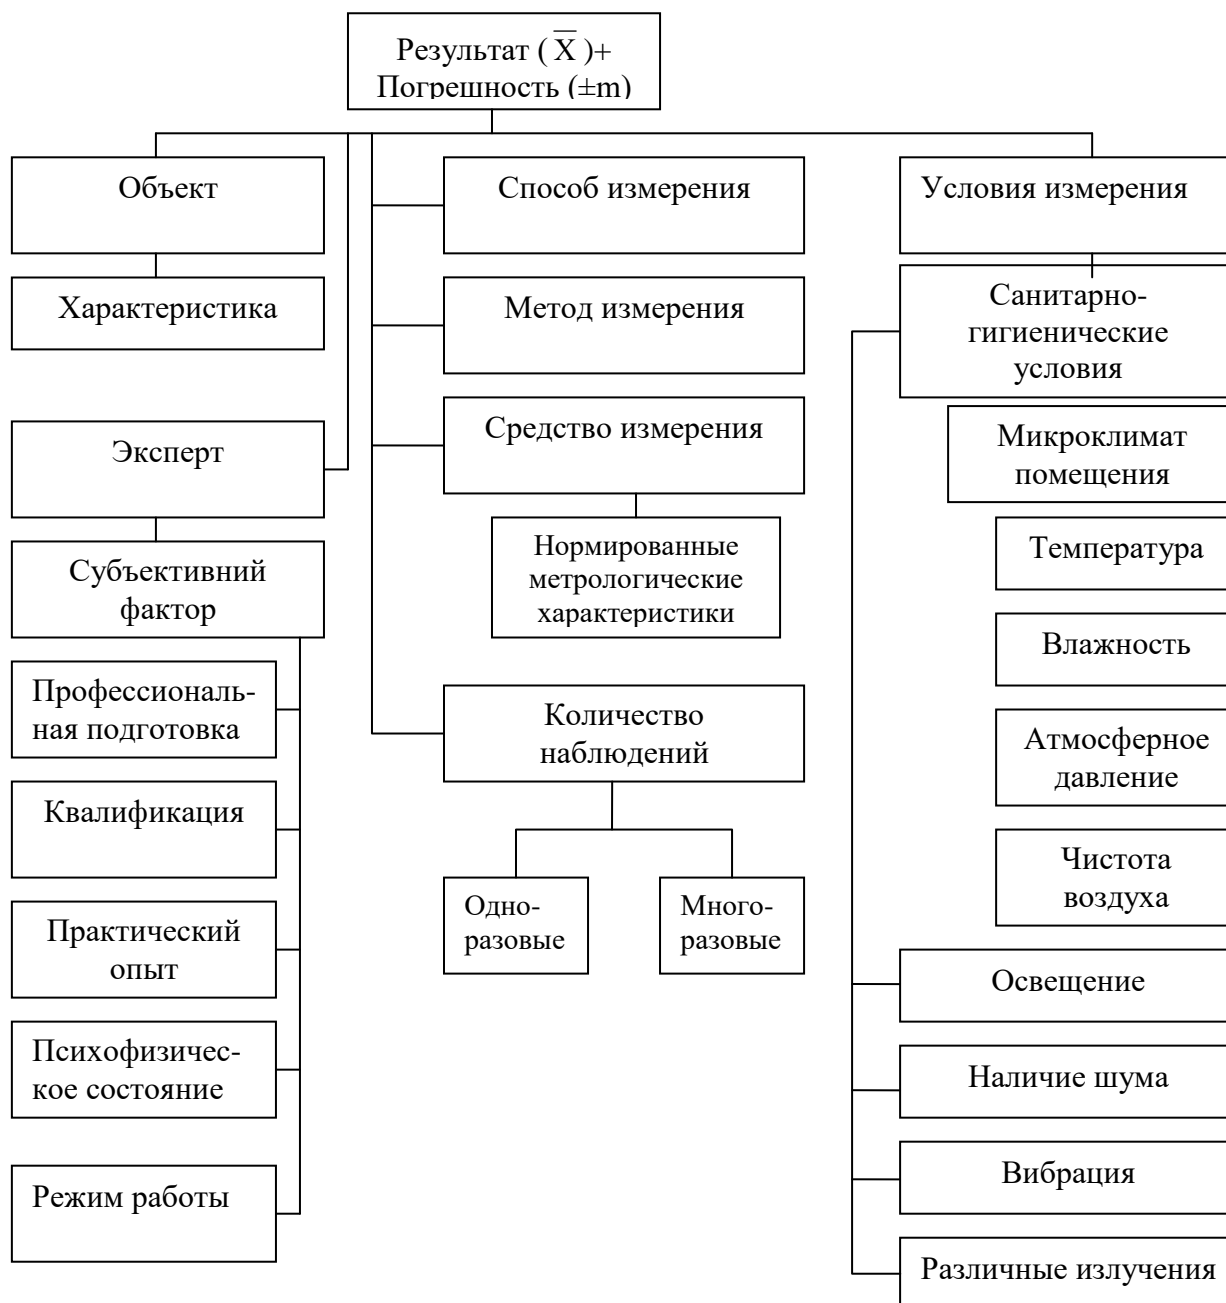 Результат ( X̅ )+
Погрешность (±m)
Объект
Способ измерения
Условия измерения
Характеристика
Метод измерения
Санитарно-
гигиенические
условия
Эксперт
Средство измерения
Микроклимат
помещения
Субъективний
фактор
Нормированные
метрологические
характеристики
Температура
Влажность
Профессиональ-
ная подготовка
Количество
наблюдений
Атмосферное
давление
Квалификация
Чистота
воздуха
Практический
опыт
Одно-
разовые
Много-
разовые
Освещение
Психофизичес-
кое состояние
Наличие шума
Режим работы
Вибрация
Различные излучения